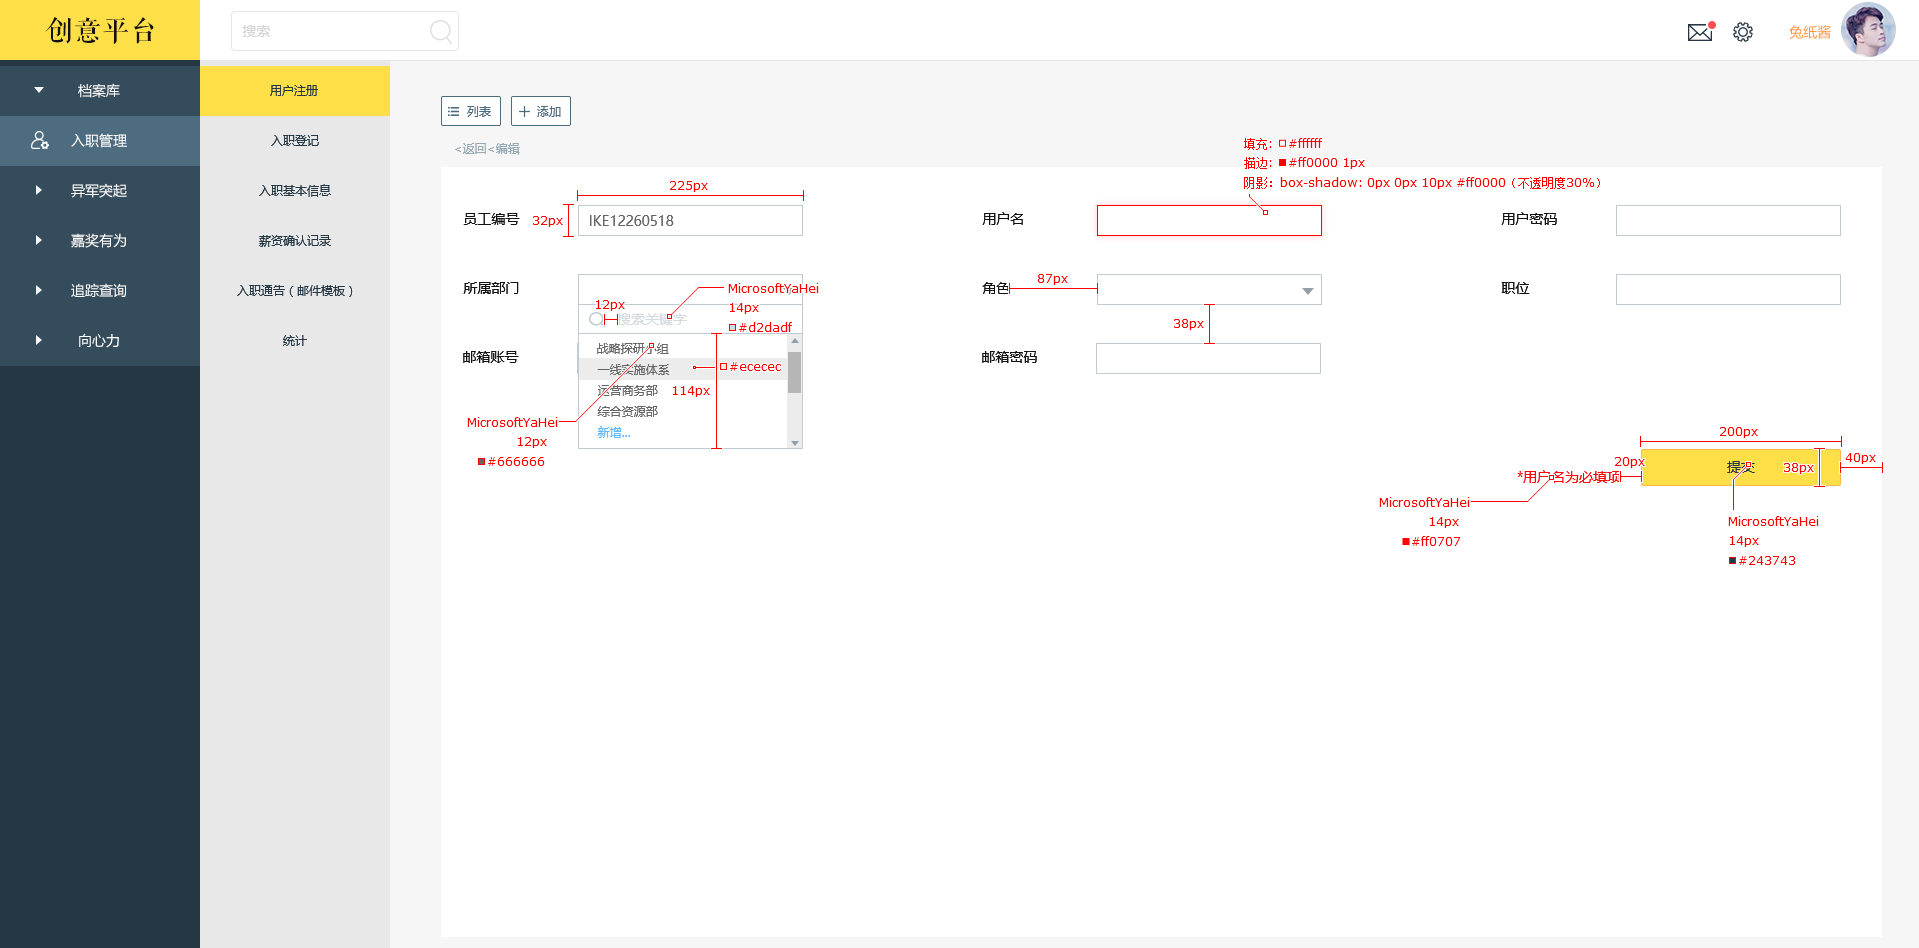 创意平台
搜索
兔纸酱
档案库
入职管理
异军突起
嘉奖有为
追踪查询
向心力
用户注册
入职登记
入职基本信息
薪资确认记录
入职通告（邮件模板）
统计
列表
添加
<返回<编辑
填充：#ffffff
描边：#ff0000 1px
阴影：box-shadow: 0px 0px 10px #ff0000（不透明度30%）
225px
员工编号
32px
IKE12260518
用户名
用户密码
所属部门
MicrosoftYaHei
14px
#d2dadf
12px
搜索关键字
角色
87px
职位
38px
邮箱账号
战略探研小组
一线实施体系
#ececec
运营商务部
114px
综合资源部
新增...
MicrosoftYaHei
12px
#666666
邮箱密码
200px
20px
提交
38px
40px
*用户名为必填项
MicrosoftYaHei
14px
#ff0707
MicrosoftYaHei
14px
#243743